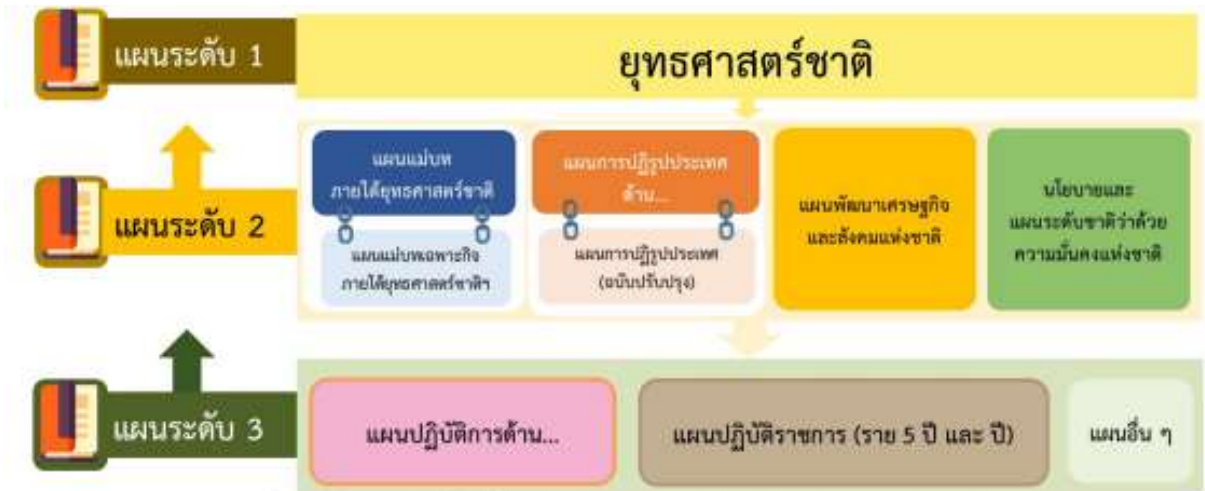 แผนระดับ 1
ยุทธศาสตร์ชาติ
แผนระดับ 2
แผนแม่บท
ภายใต้ยุทธศาสตร์ชาติ
แผนแม่บทเฉพาะกิจ
ภายใต้ยุทธศาสตร์ชาติฯ
แผนการปฏิรูปประเทศ
ด้าน...
แผนการปฏิรูปประเทศ
(ฉบับปรับปรุง)
แผนพัฒนาเศรษฐกิจ
และสังคมแห่งชาติ
นโยบายและ
แผนระดับชาติว่าด้วย
ความมั่นคงแห่งชาติ
แผนระดับ 3
แผนปฏิบัติการด้าน...
แผนปฏิบัติราชการ (ราย 5 ปี และ ปี)
แผนอื่น ๆ